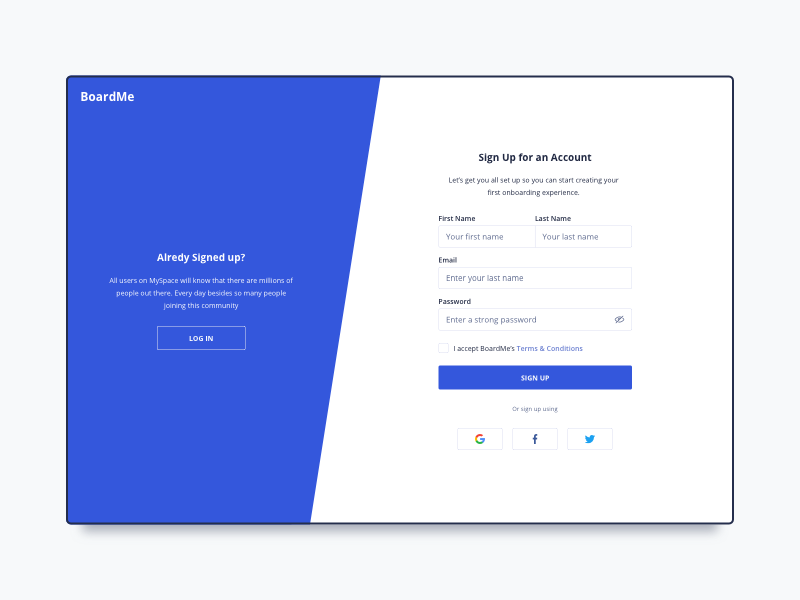 BoardMe
Alredy Signed up?
All users on MySpace will know that there are millions of
people out there. Every day besides so many people
joining this community
LOG IN
Sign Up for an Account
Let's get you all set up so you can start creating your
first onboarding experience.
First Name
Last Name
Your first name
Your last name
Email
Enter your last name
Password
Enter a strong password
I accept BoardMe's Terms & Conditions
SIGN UP
Or sign up using